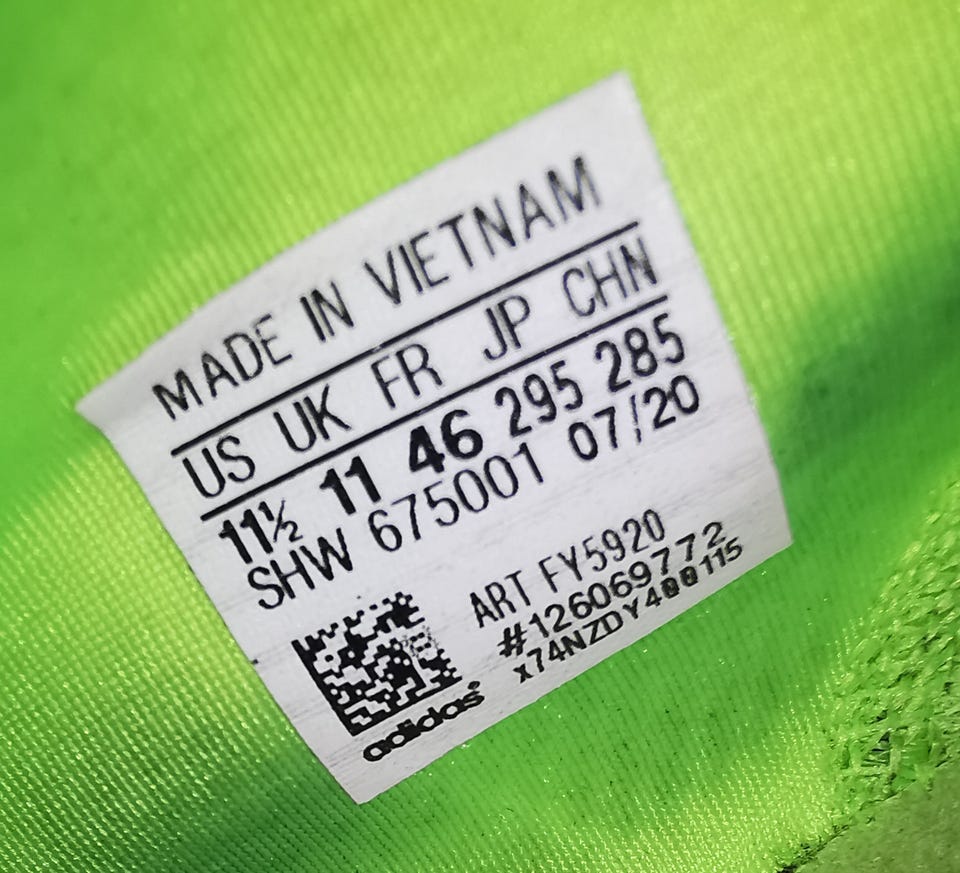 MADE IN VIETNAM
US UK FR JP CHN
11½ 11 46 295 285
SHW 675001 07/20
ART FY5920
#126069772
x74NZDY400115
adidas®